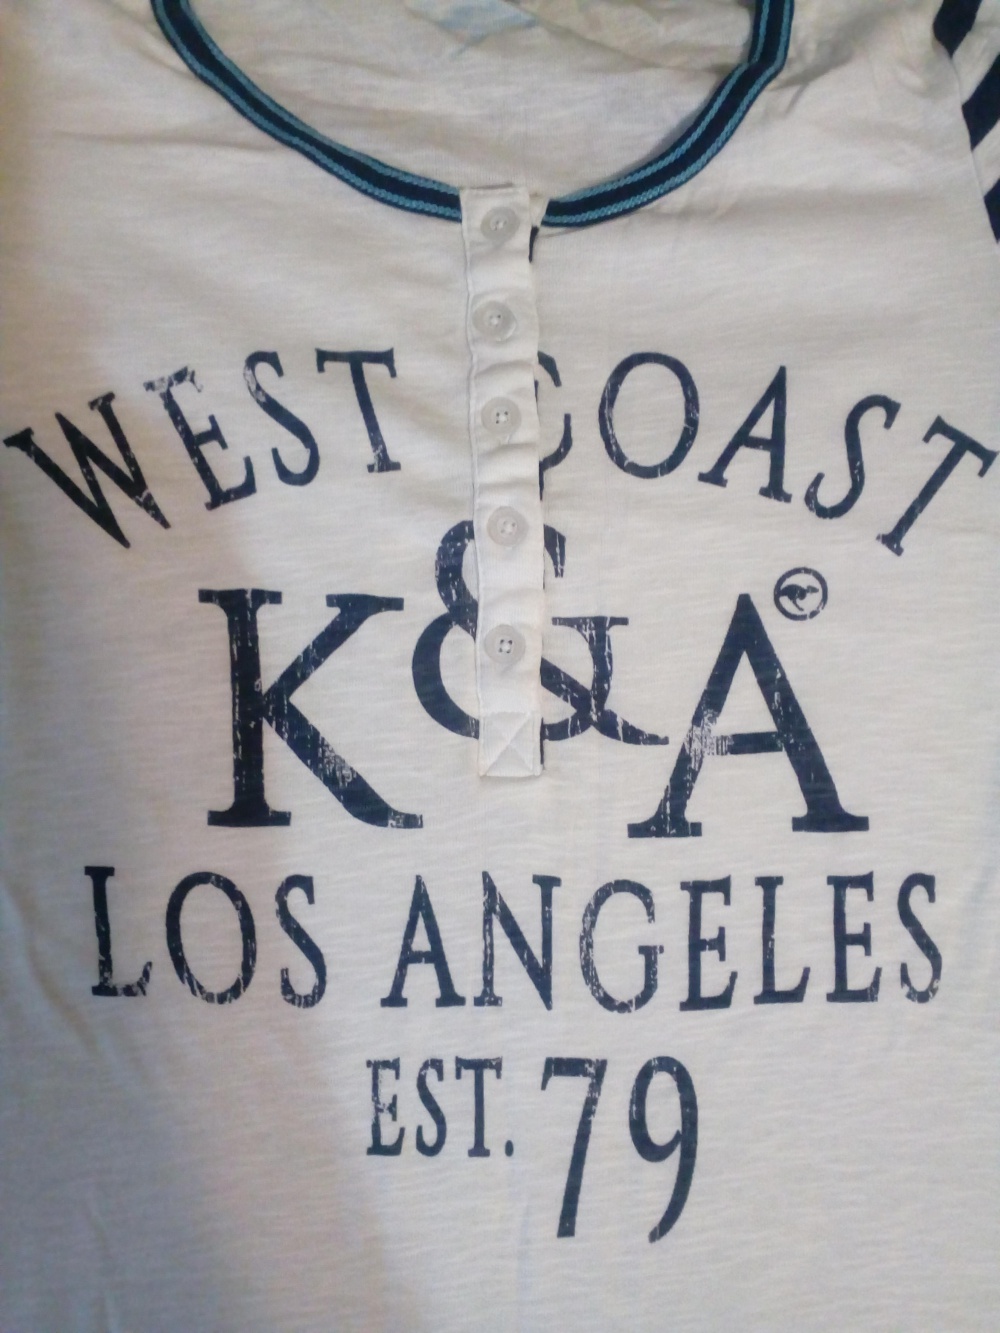 WEST COAST
K&A
LOS ANGELES
EST. 79